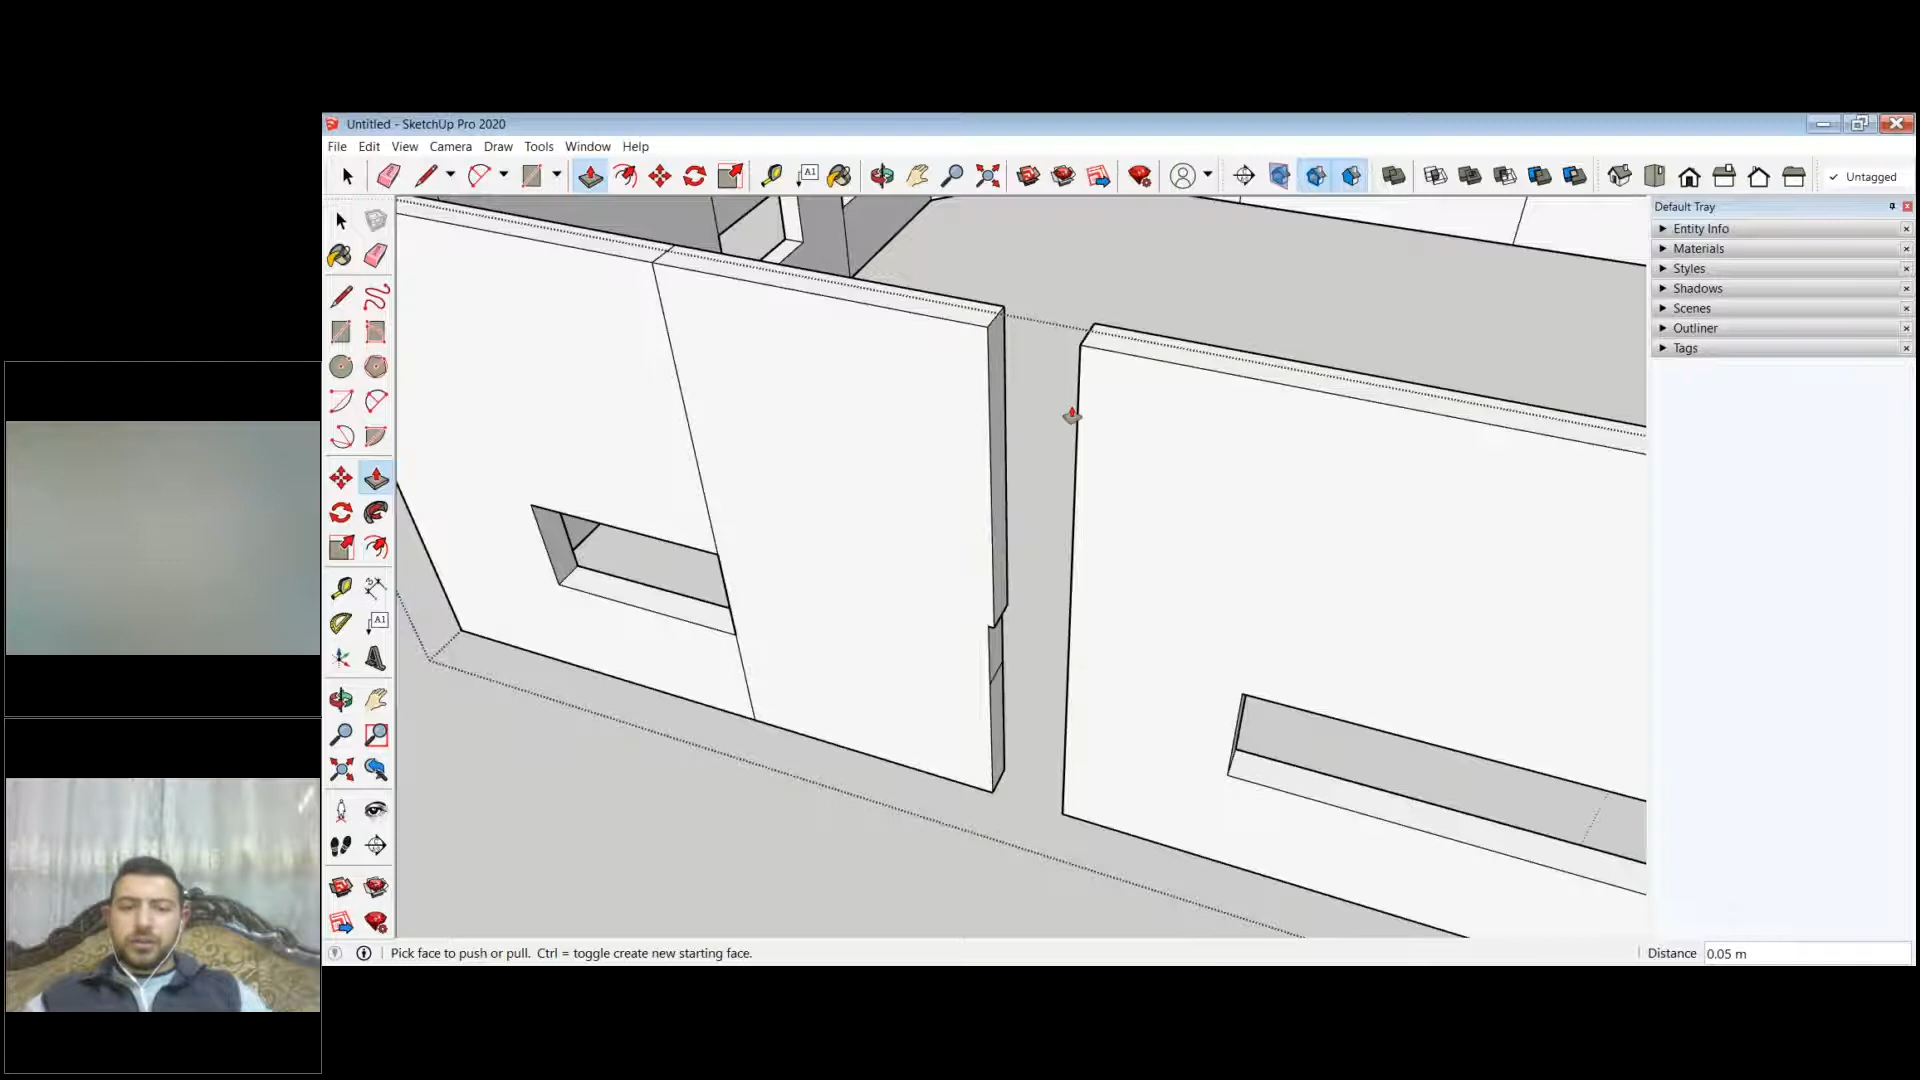 Untitled - SketchUp Pro 2020
File Edit View Camera Draw Tools Window Help
A1
✓ Untagged
Default Tray
Entity Info
Materials
Styles
Shadows
Scenes
Outliner
Tags
A1
Pick face to push or pull. Ctrl = toggle create new starting face.
Distance 0.05 m